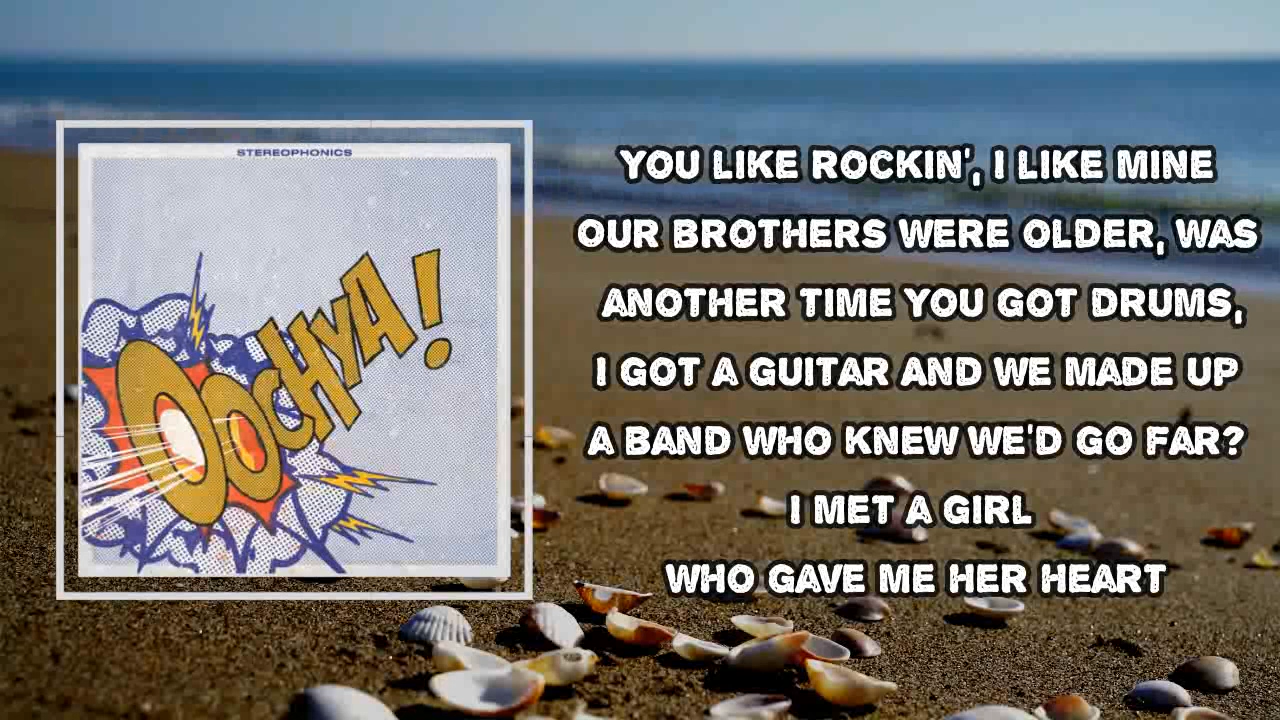 STEREOPHONICS
OOCHYA!
YOU LIKE ROCKIN', I LIKE MINE
OUR BROTHERS WERE OLDER, WAS
ANOTHER TIME YOU GOT DRUMS,
I GOT A GUITAR AND WE MADE UP
A BAND WHO KNEW WE'D GO FAR?
I MET A GIRL
WHO GAVE ME HER HEART